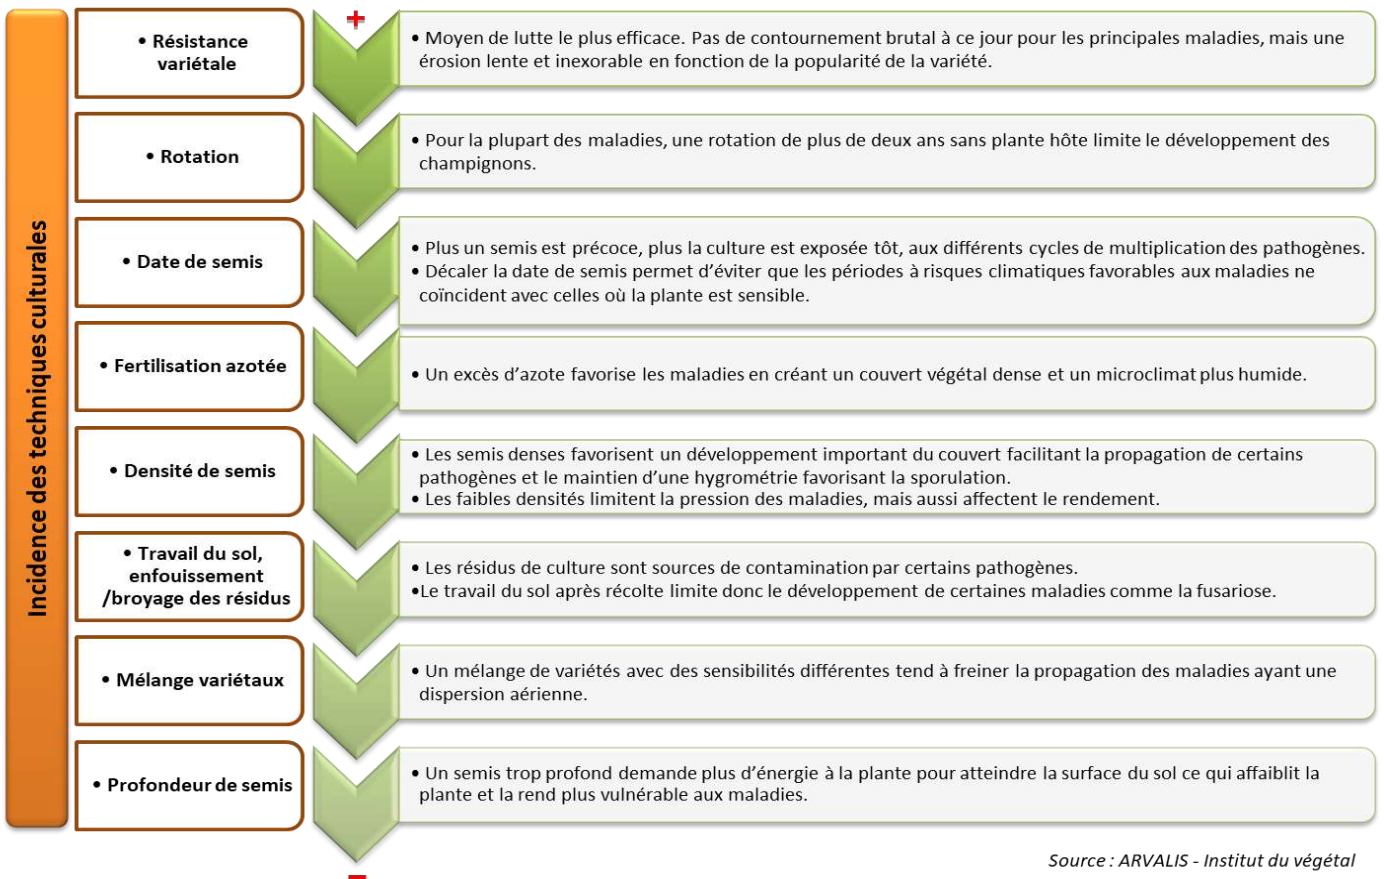 Incidence des techniques culturales
+
• Résistance
variétale
• Moyen de lutte le plus efficace. Pas de contournement brutal à ce jour pour les principales maladies, mais une
érosion lente et inexorable en fonction de la popularité de la variété.
• Rotation
• Pour la plupart des maladies, une rotation de plus de deux ans sans plante hôte limite le développement des
champignons.
• Date de semis
• Plus un semis est précoce, plus la culture est exposée tôt, aux différents cycles de multiplication des pathogènes.
• Décaler la date de semis permet d’éviter que les périodes à risques climatiques favorables aux maladies ne
coïncident avec celles où la plante est sensible.
• Fertilisation azotée
• Un excès d’azote favorise les maladies en créant un couvert végétal dense et un microclimat plus humide.
• Densité de semis
• Les semis denses favorisent un développement important du couvert facilitant la propagation de certains
pathogènes et le maintien d’une hygrométrie favorisant la sporulation.
• Les faibles densités limitent la pression des maladies, mais aussi affectent le rendement.
• Travail du sol,
enfouissement
/broyage des résidus
• Les résidus de culture sont sources de contamination par certains pathogènes.
•Le travail du sol après récolte limite donc le développement de certaines maladies comme la fusariose.
• Mélange variétaux
• Un mélange de variétés avec des sensibilités différentes tend à freiner la propagation des maladies ayant une
dispersion aérienne.
• Profondeur de semis
• Un semis trop profond demande plus d’énergie à la plante pour atteindre la surface du sol ce qui affaiblit la
plante et la rend plus vulnérable aux maladies.
–
Source : ARVALIS - Institut du végétal